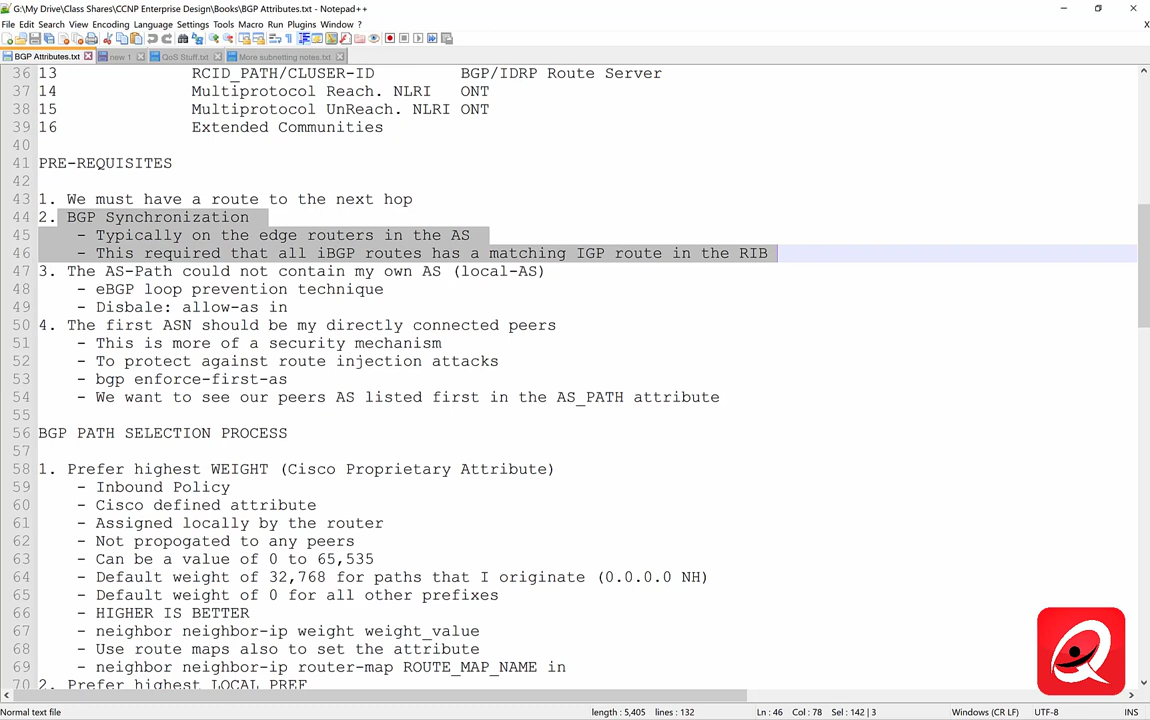 G:\My Drive\Class Shares\CCNP Enterprise Design\Books\BGP Attributes.txt - Notepad++
File Edit Search View Encoding Language Settings Tools Macro Run Plugins Window ?
BGP Attributes.txt new 1 QoS Stuff.txt More subnetting notes.txt
36 13 RCID_PATH/CLUSER-ID BGP/IDRP Route Server
37 14 Multiprotocol Reach. NLRI ONT
38 15 Multiprotocol UnReach. NLRI ONT
39 16 Extended Communities
40
41 PRE-REQUISITES
42
43 1. We must have a route to the next hop
44 2. BGP Synchronization
45 - Typically on the edge routers in the AS
46 - This required that all iBGP routes has a matching IGP route in the RIB
47 3. The AS-Path could not contain my own AS (local-AS)
48 - eBGP loop prevention technique
49 - Disbale: allow-as in
50 4. The first ASN should be my directly connected peers
51 - This is more of a security mechanism
52 - To protect against route injection attacks
53 - bgp enforce-first-as
54 - We want to see our peers AS listed first in the AS_PATH attribute
55
56 BGP PATH SELECTION PROCESS
57
58 1. Prefer highest WEIGHT (Cisco Proprietary Attribute)
59 - Inbound Policy
60 - Cisco defined attribute
61 - Assigned locally by the router
62 - Not propogated to any peers
63 - Can be a value of 0 to 65,535
64 - Default weight of 32,768 for paths that I originate (0.0.0.0 NH)
65 - Default weight of 0 for all other prefixes
66 - HIGHER IS BETTER
67 - neighbor neighbor-ip weight weight_value
68 - Use route maps also to set the attribute
69 - neighbor neighbor-ip router-map ROUTE_MAP_NAME in
70 2. Prefer highest LOCAL PREF
Normal text file length : 5,405 lines : 132 Ln : 46 Col : 78 Sel : 142 | 3 Windows (CR LF) UTF-8 INS